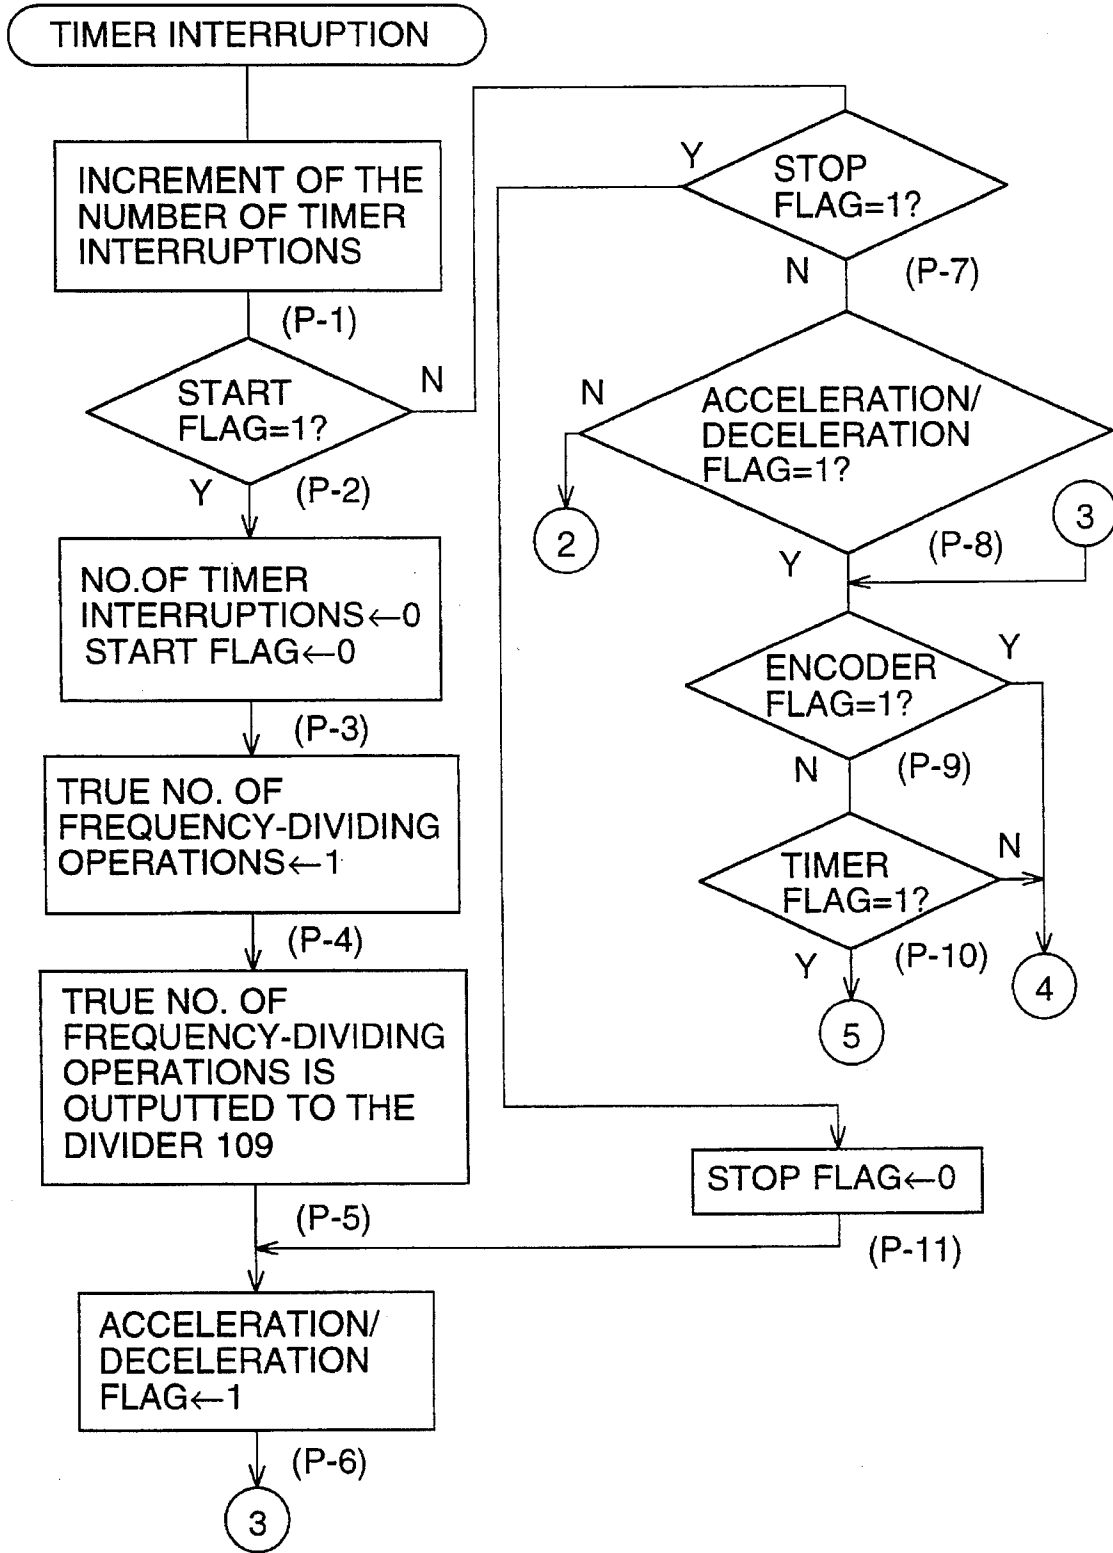 TIMER INTERRUPTION
INCREMENT OF THE
NUMBER OF TIMER
INTERRUPTIONS
(P-1)
START
FLAG=1?
N
Y
(P-2)
NO.OF TIMER
INTERRUPTIONS←0
START FLAG←0
(P-3)
TRUE NO. OF
FREQUENCY-DIVIDING
OPERATIONS←1
(P-4)
TRUE NO. OF
FREQUENCY-DIVIDING
OPERATIONS IS
OUTPUTTED TO THE
DIVIDER 109
(P-5)
ACCELERATION/
DECELERATION
FLAG←1
(P-6)
3
Y
STOP
FLAG=1?
N
(P-7)
N
ACCELERATION/
DECELERATION
FLAG=1?
2
3
Y
(P-8)
ENCODER
FLAG=1?
Y
N
(P-9)
TIMER
FLAG=1?
N
Y
(P-10)
4
5
STOP FLAG←0
(P-11)